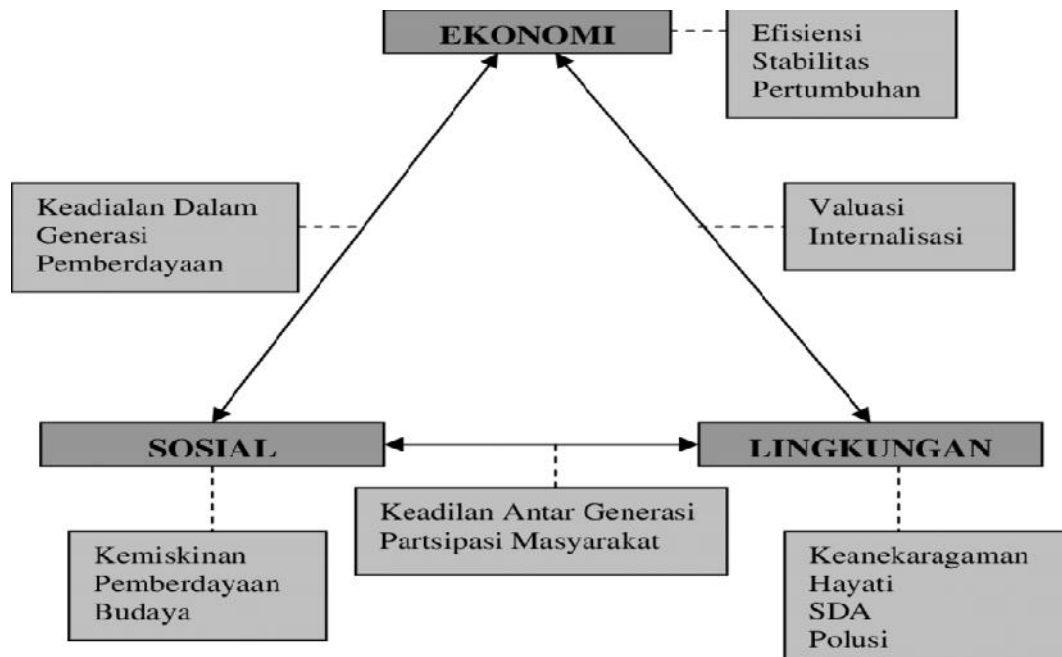 EKONOMI
Efisiensi
Stabilitas
Pertumbuhan
Keadialan Dalam
Generasi
Pemberdayaan
Valuasi
Internalisasi
SOSIAL
LINGKUNGAN
Keadilan Antar Generasi
Partsipasi Masyarakat
Kemiskinan
Pemberdayaan
Budaya
Keanekaragaman
Hayati
SDA
Polusi